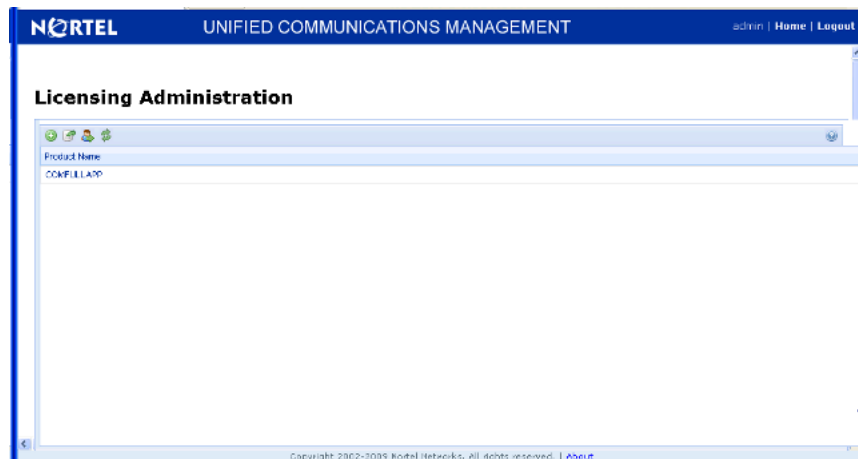 NORTEL UNIFIED COMMUNICATIONS MANAGEMENT admin | Home | Logout
Licensing Administration
Product Name
COMFULLAPP
Copyright 2002-2009 Nortel Networks. All rights reserved. | About